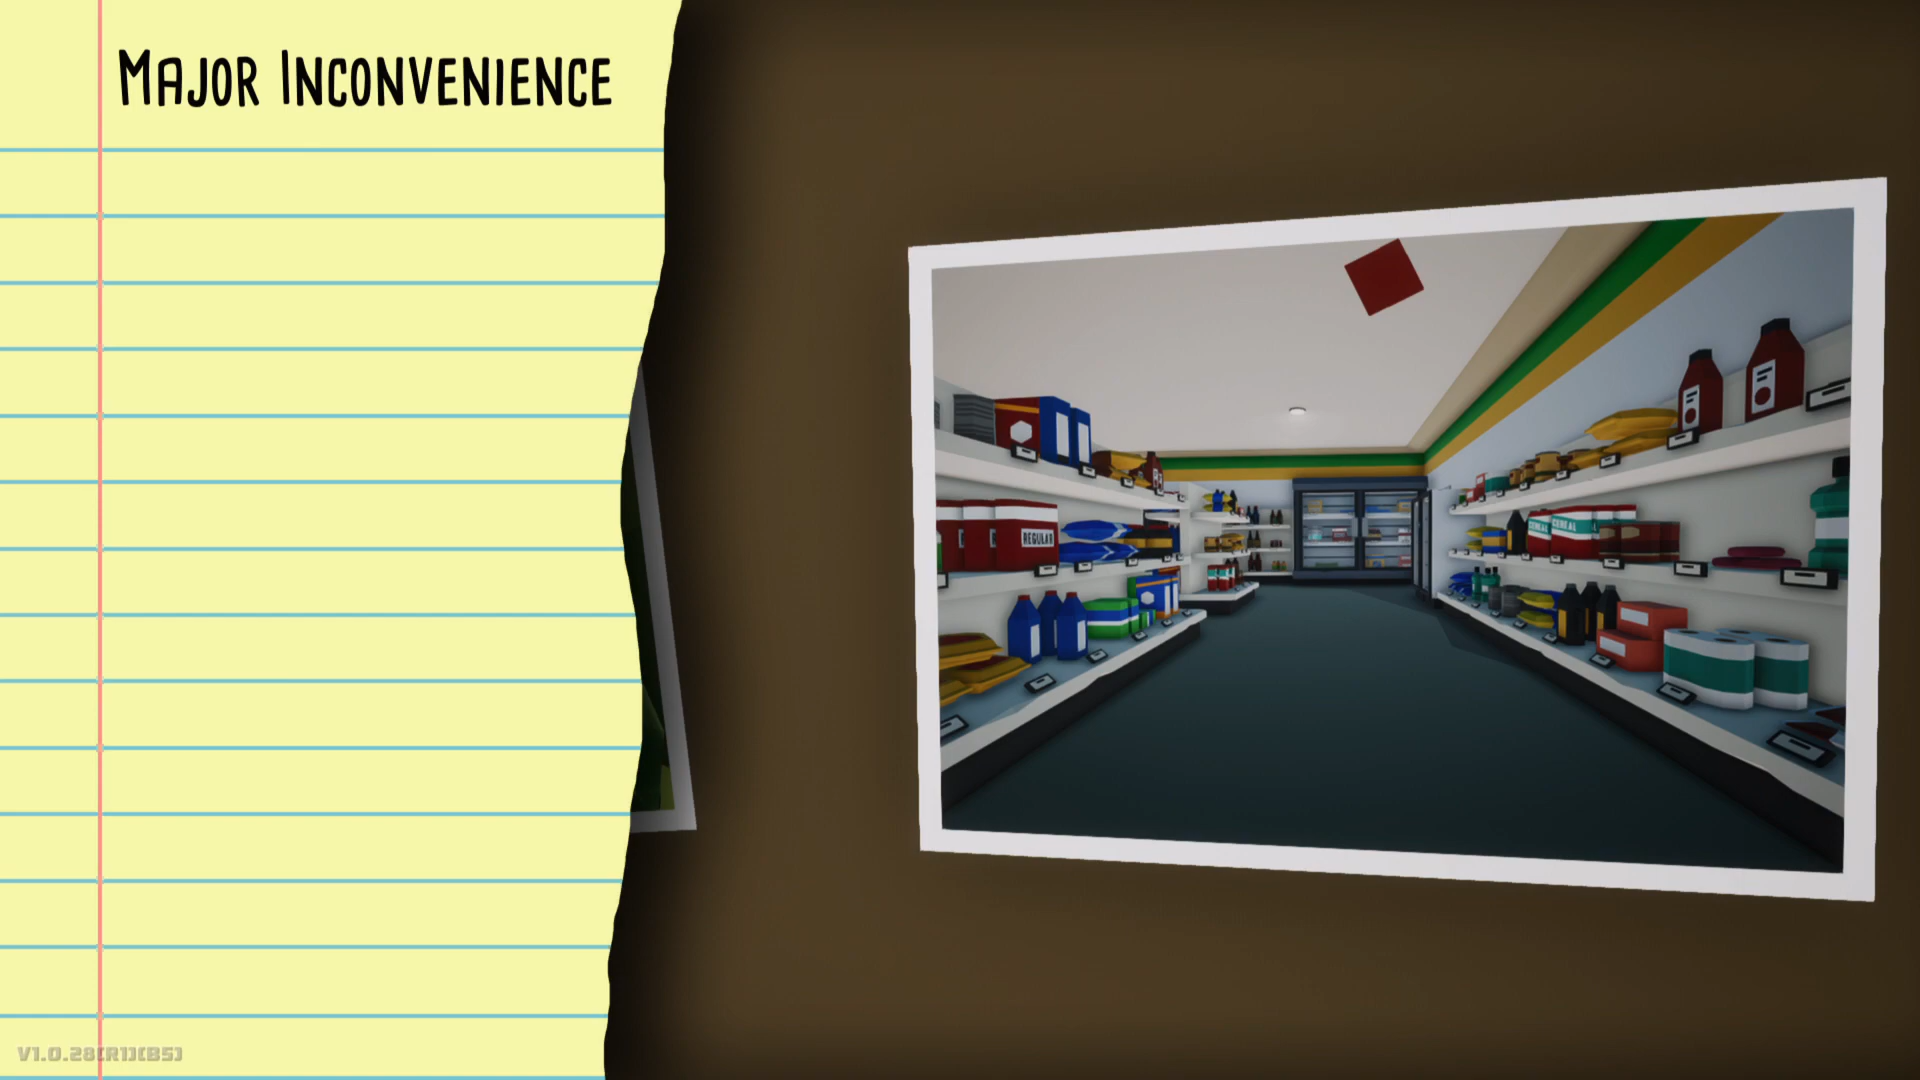 Major Inconvenience
REGULAR
CEREAL
CEREAL
V1.0.28(R1)(B5)